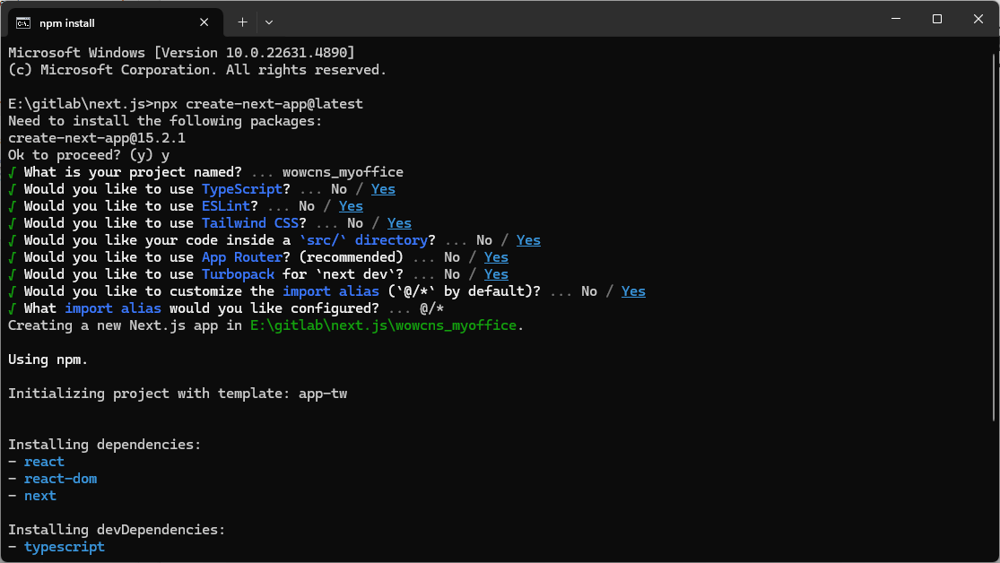 npm install
Microsoft Windows [Version 10.0.22631.4890]
(c) Microsoft Corporation. All rights reserved.
E:\gitlab\next.js>npx create-next-app@latest
Need to install the following packages:
create-next-app@15.2.1
Ok to proceed? (y) y
√ What is your project named? ... wowcns_myoffice
√ Would you like to use TypeScript? ... No / Yes
√ Would you like to use ESLint? ... No / Yes
√ Would you like to use Tailwind CSS? ... No / Yes
√ Would you like your code inside a `src/` directory? ... No / Yes
√ Would you like to use App Router? (recommended) ... No / Yes
√ Would you like to use Turbopack for `next dev`? ... No / Yes
√ Would you like to customize the import alias (`@/*` by default)? ... No / Yes
√ What import alias would you like configured? ... @/*
Creating a new Next.js app in E:\gitlab\next.js\wowcns_myoffice.
Using npm.
Initializing project with template: app-tw
Installing dependencies:
- react
- react-dom
- next
Installing devDependencies:
- typescript